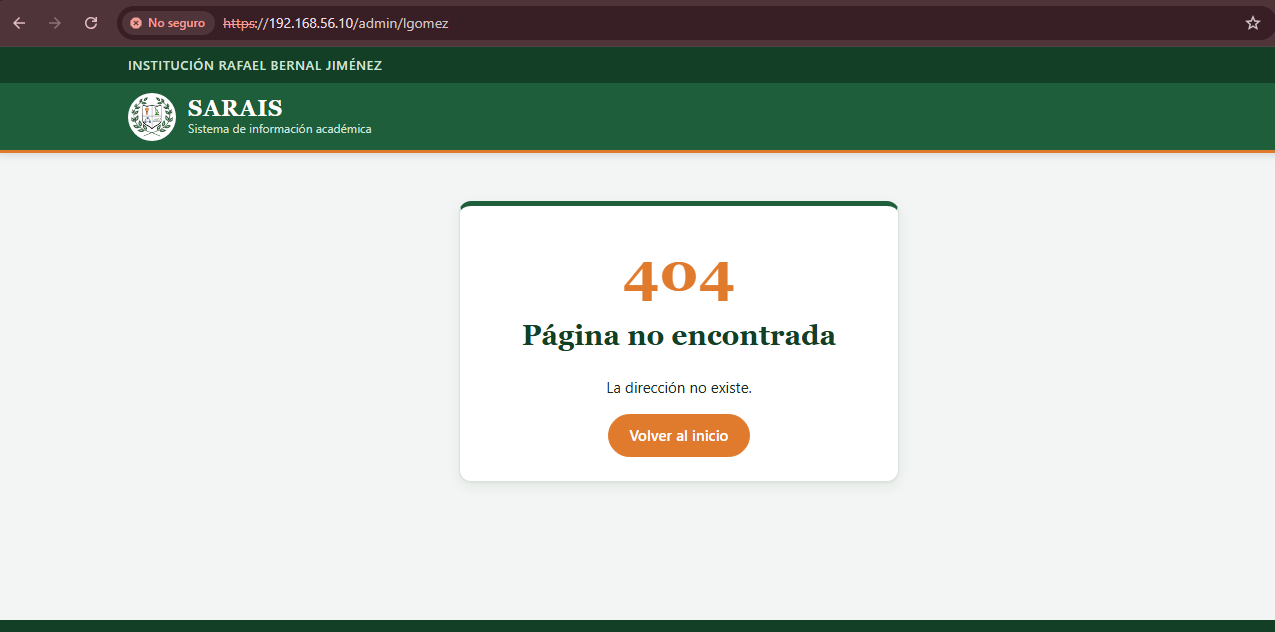 No seguro https://192.168.56.10/admin/lgomez
INSTITUCIÓN RAFAEL BERNAL JIMÉNEZ
SARAIS
Sistema de información académica
404
Página no encontrada
La dirección no existe.
Volver al inicio